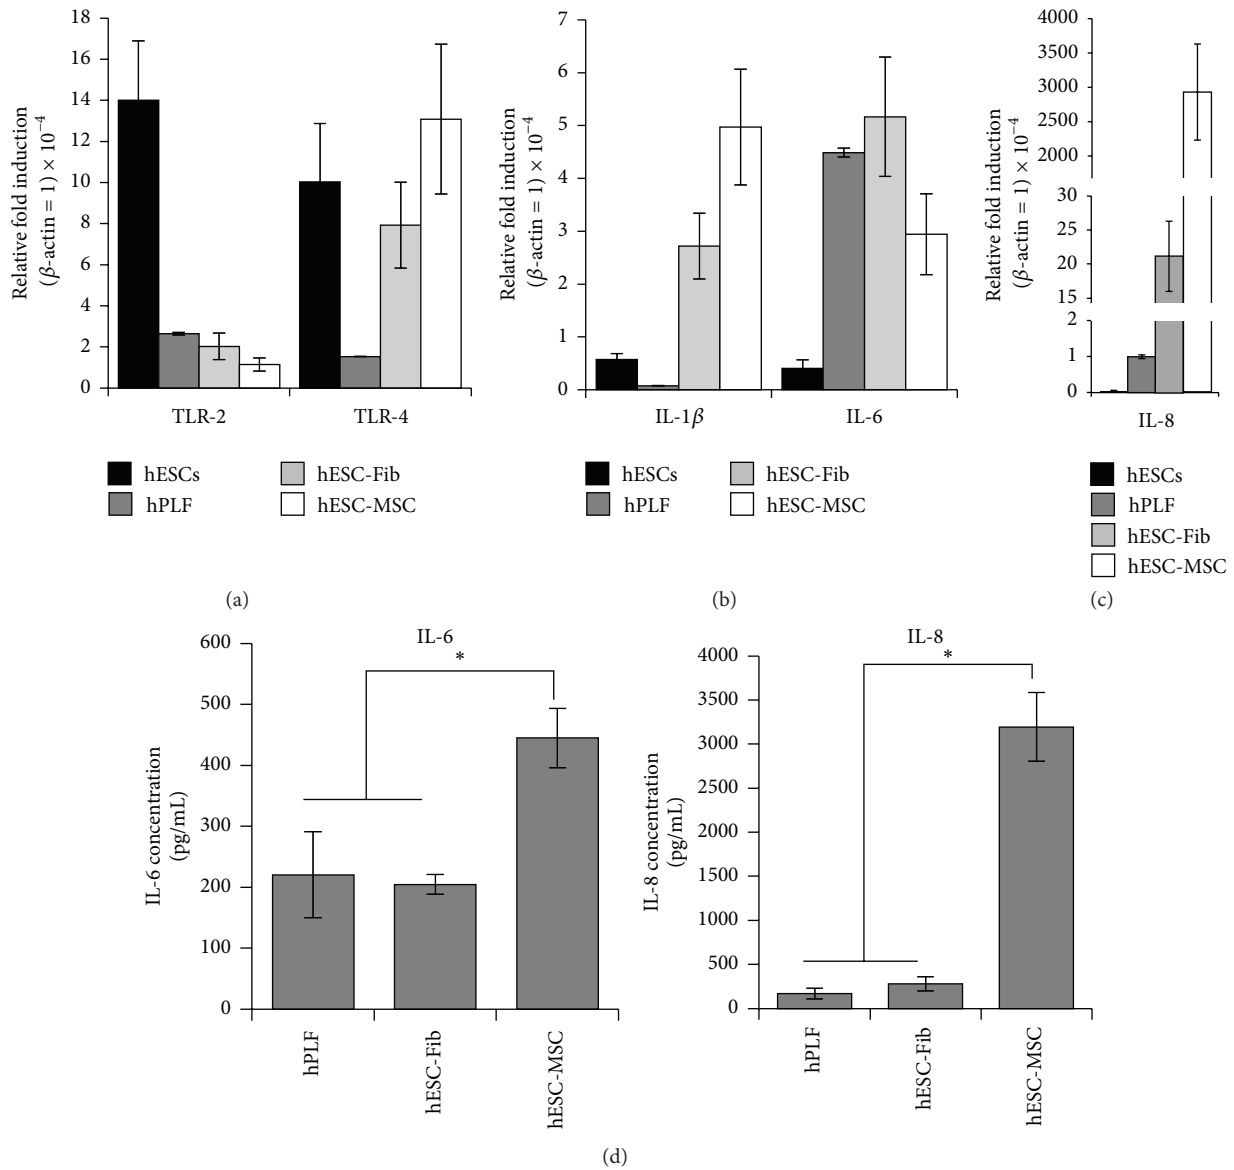 Relative fold induction
(β-actin = 1) × 10⁻⁴
18
16
14
12
10
8
6
4
2
0
TLR-2 TLR-4
hESCs hESC-Fib
hPLF hESC-MSC
(a)
Relative fold induction
(β-actin = 1) × 10⁻⁴
7
6
5
4
3
2
1
0
IL-1β IL-6
hESCs hESC-Fib
hPLF hESC-MSC
(b)
Relative fold induction
(β-actin = 1) × 10⁻⁴
4000
3500
3000
2500
2000
30
25
20
15
2
1
0
IL-8
hESCs
hPLF
hESC-Fib
hESC-MSC
(c)
IL-6
IL-6 concentration
(pg/mL)
600
500
400
300
200
100
0
*
hPLF
hESC-Fib
hESC-MSC
IL-8
IL-8 concentration
(pg/mL)
4000
3500
3000
2500
2000
1500
1000
500
0
*
hPLF
hESC-Fib
hESC-MSC
(d)